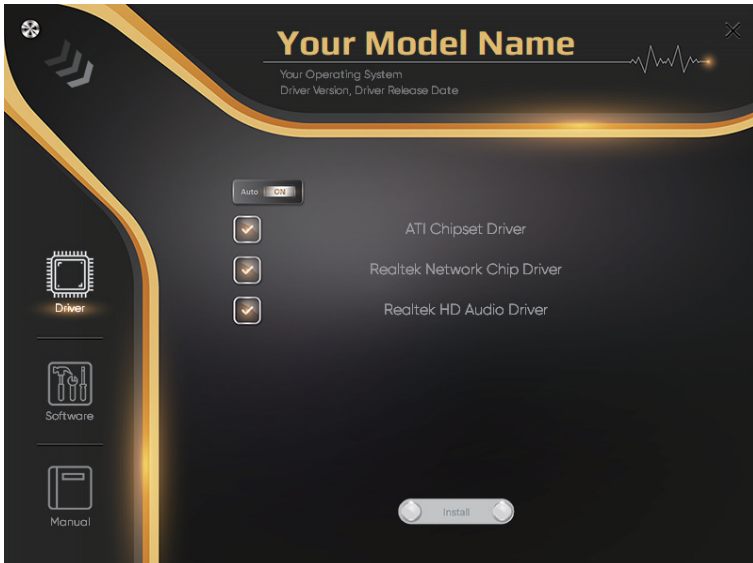 Your Model Name
Your Operating System
Driver Version, Driver Release Date
Auto ON
ATI Chipset Driver
Realtek Network Chip Driver
Realtek HD Audio Driver
Driver
Software
Manual
Install